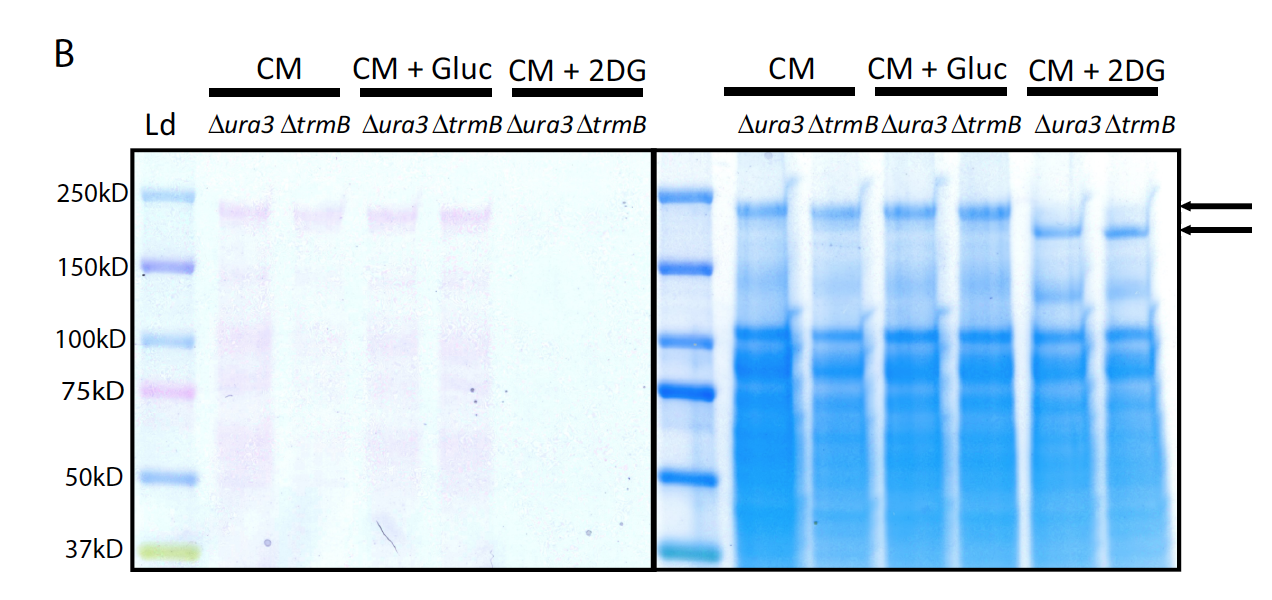 B
CM CM + Gluc CM + 2DG CM CM + Gluc CM + 2DG
Ld Δura3 ΔtrmB Δura3 ΔtrmB Δura3 ΔtrmB Δura3 ΔtrmB Δura3 ΔtrmB Δura3 ΔtrmB
250kD
150kD
100kD
75kD
50kD
37kD